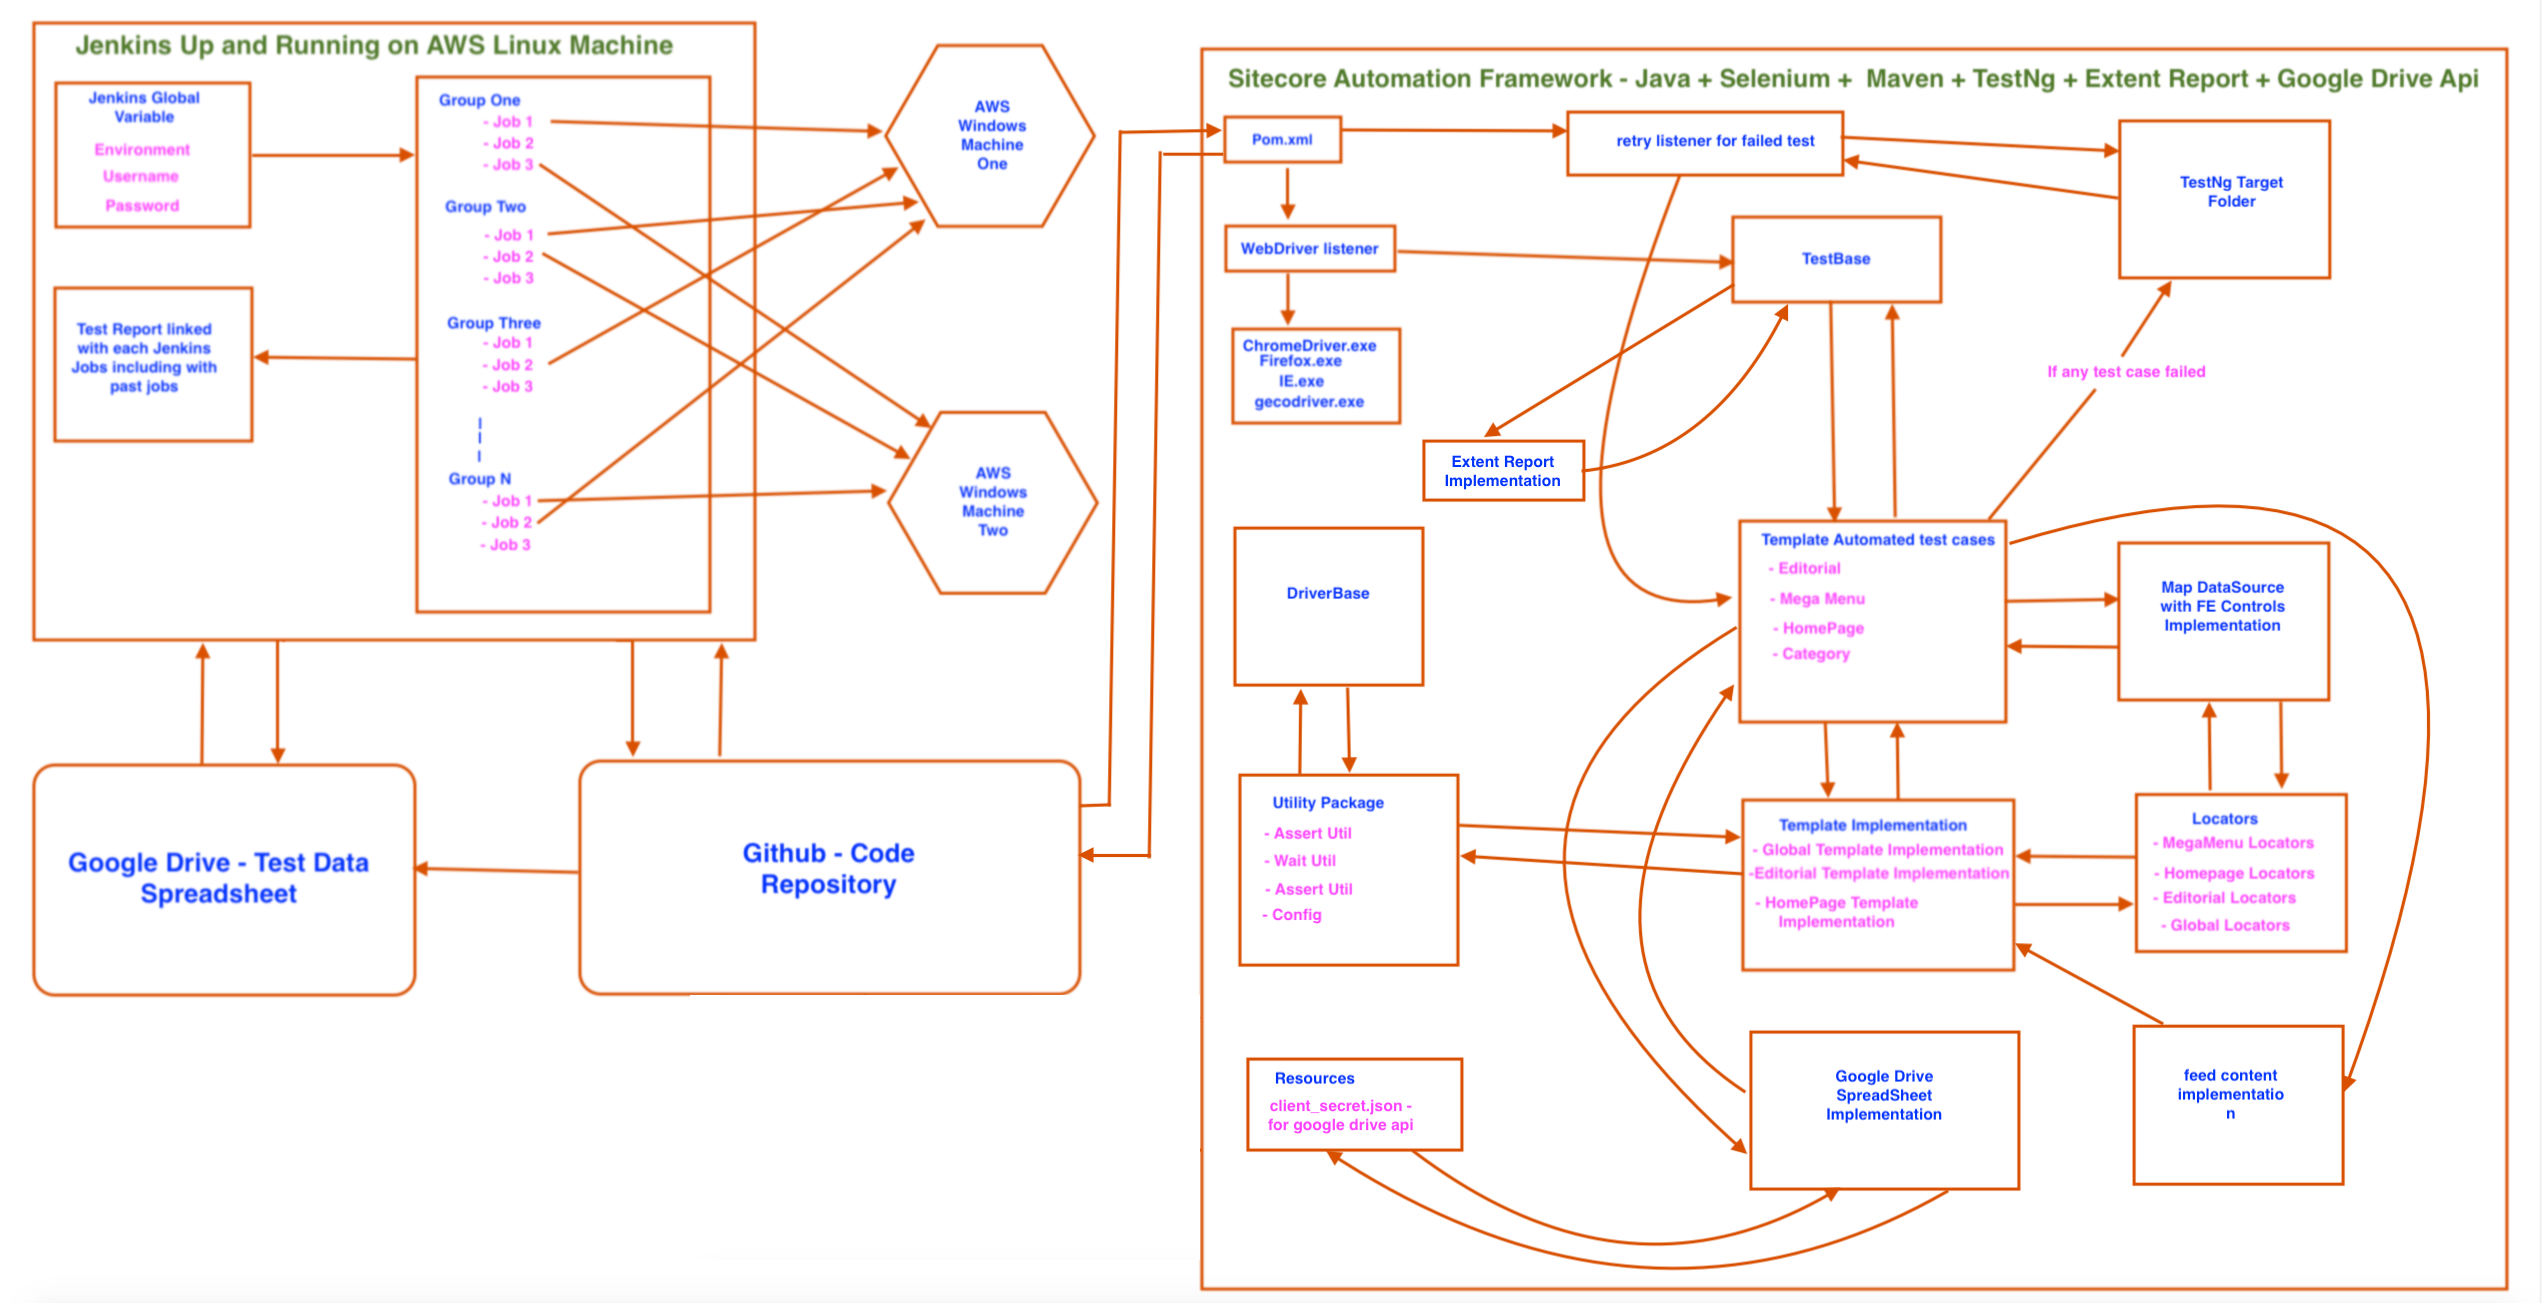 Jenkins Up and Running on AWS Linux Machine
Jenkins Global
Variable
Environment
Username
Password
Test Report linked
with each Jenkins
Jobs including with
past jobs
Group One
- Job 1
- Job 2
- Job 3
Group Two
- Job 1
- Job 2
- Job 3
Group Three
- Job 1
- Job 2
- Job 3
Group N
- Job 1
- Job 2
- Job 3
AWS
Windows
Machine
One
AWS
Windows
Machine
Two
Google Drive - Test Data
Spreadsheet
Github - Code
Repository
Sitecore Automation Framework - Java + Selenium + Maven + TestNg + Extent Report + Google Drive Api
Pom.xml
retry listener for failed test
TestNg Target
Folder
WebDriver listener
TestBase
ChromeDriver.exe
Firefox.exe
IE.exe
gecodriver.exe
If any test case failed
Extent Report
Implementation
DriverBase
Template Automated test cases
- Editorial
- Mega Menu
- HomePage
- Category
Map DataSource
with FE Controls
Implementation
Utility Package
- Assert Util
- Wait Util
- Assert Util
- Config
Template Implementation
- Global Template Implementation
-Editorial Template Implementation
- HomePage Template
Implementation
Locators
- MegaMenu Locators
- Homepage Locators
- Editorial Locators
- Global Locators
Resources
client_secret.json -
for google drive api
Google Drive
SpreadSheet
Implementation
feed content
implementatio
n